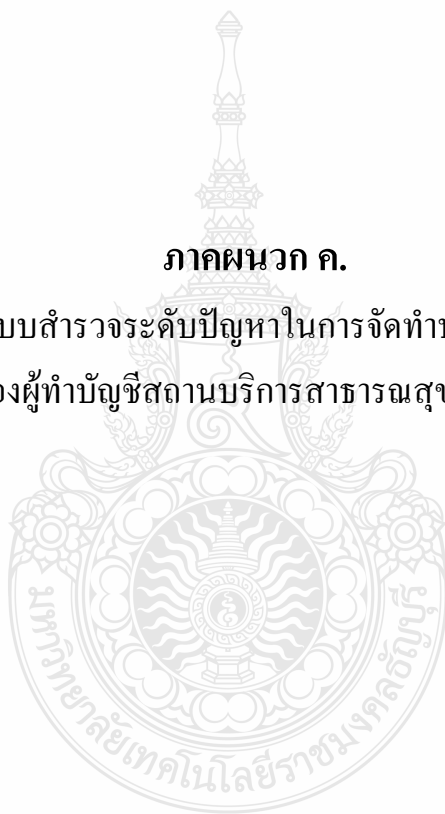 ภาคผนวก ค.
บบสำรวจระดับปัญหาในการจัดทำบ
องผู้ทำบัญชีสถานบริการสาธารณสุข
มหาวิทยาลัยเทคโนโลยีราชมงคลธัญบุรี